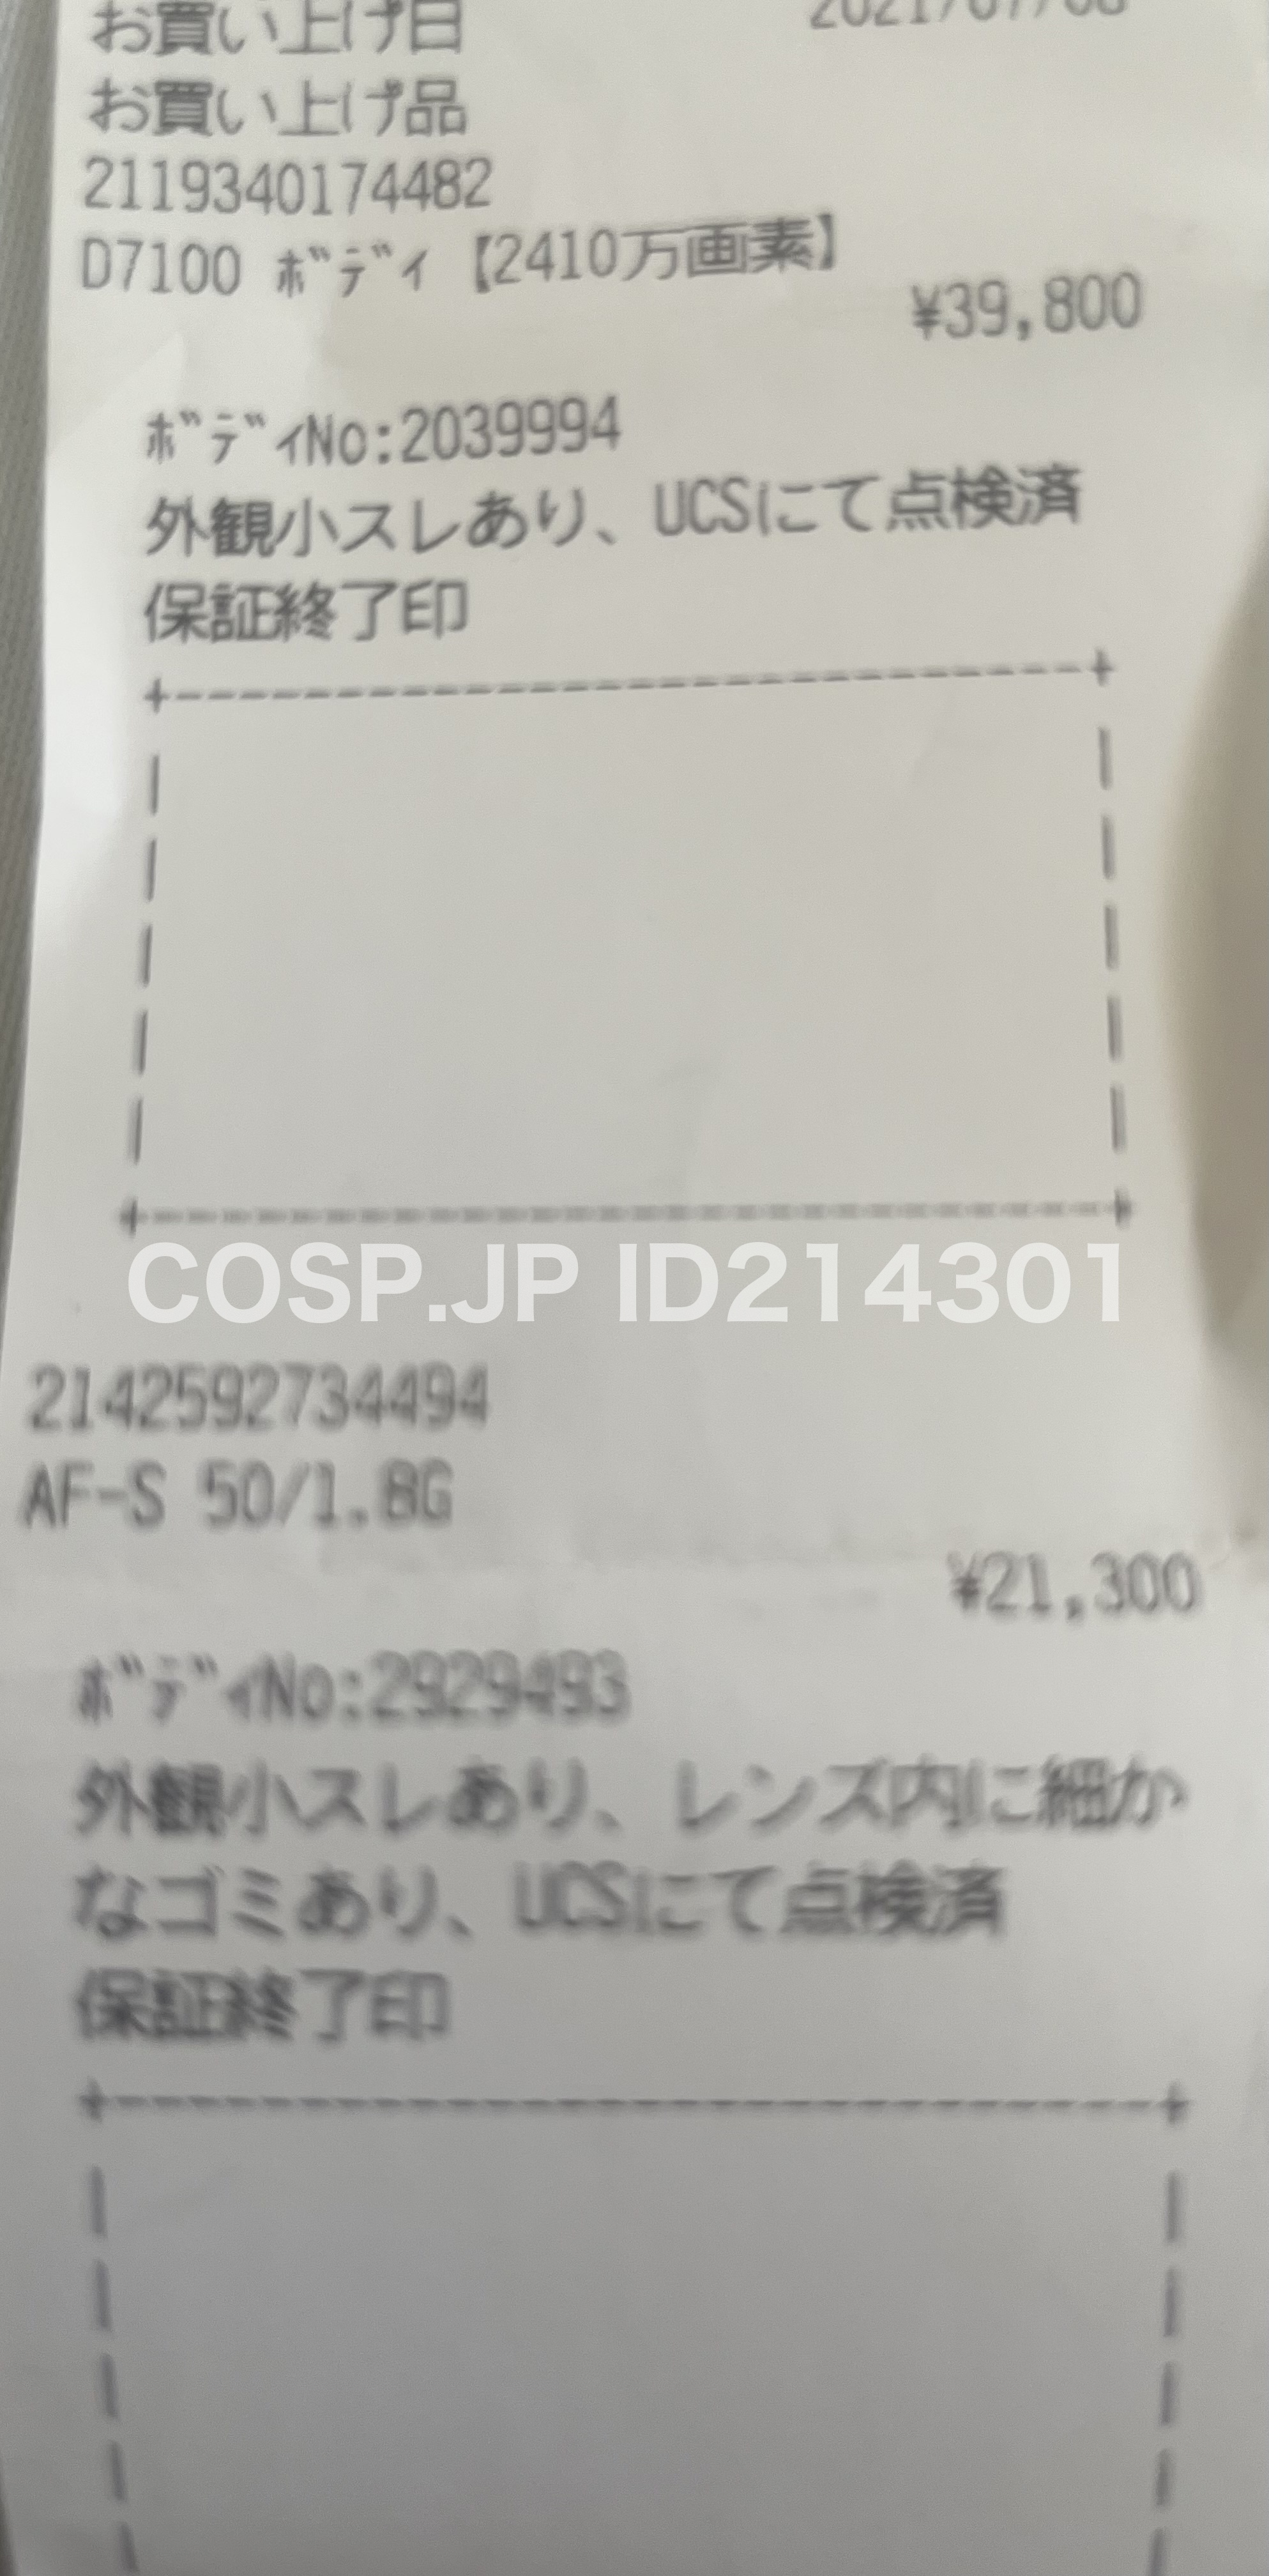 お買い上げ日
お買い上げ品
2119340174482
D7100 ボディ【2410万画素】
¥39,800
ボディNo:2039994
外観小スレあり、UCSにて点検済
保証終了印
COSP.JP ID214301
2142592734494
AF-S 50/1.8G
¥21,300
ボディNo:2929493
外観小スレあり、レンズ内に細か
なゴミあり、UCSにて点検済
保証終了印